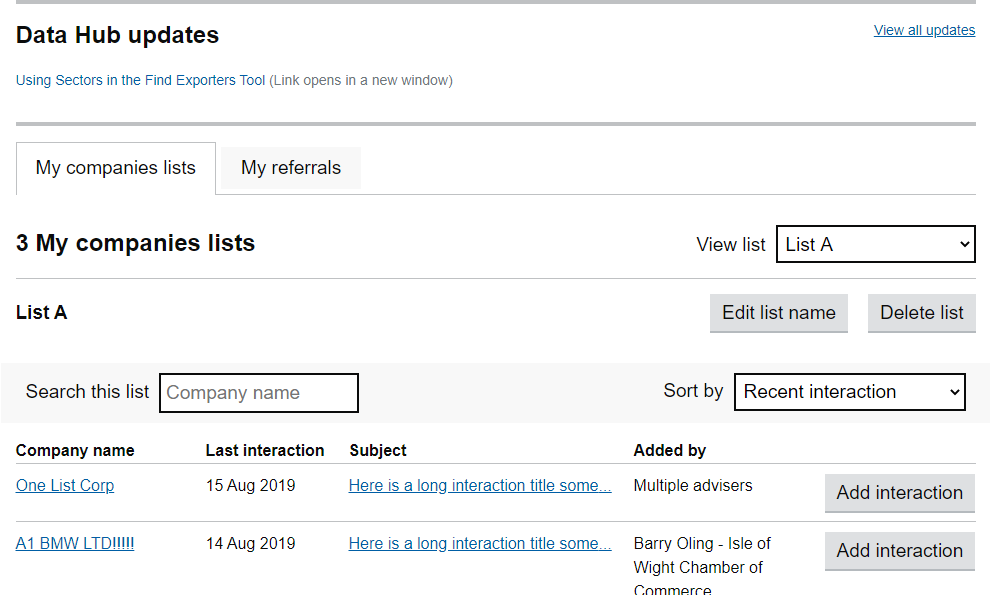 Data Hub updates
View all updates
Using Sectors in the Find Exporters Tool (Link opens in a new window)
My companies lists
My referrals
3 My companies lists
View list
List A
List A
Edit list name
Delete list
Search this list
Company name
Sort by
Recent interaction
Company name Last interaction Subject Added by
One List Corp 15 Aug 2019 Here is a long interaction title some... Multiple advisers Add interaction
A1 BMW LTD!!!!! 14 Aug 2019 Here is a long interaction title some... Barry Oling - Isle of Add interaction
Wight Chamber of
Commerce